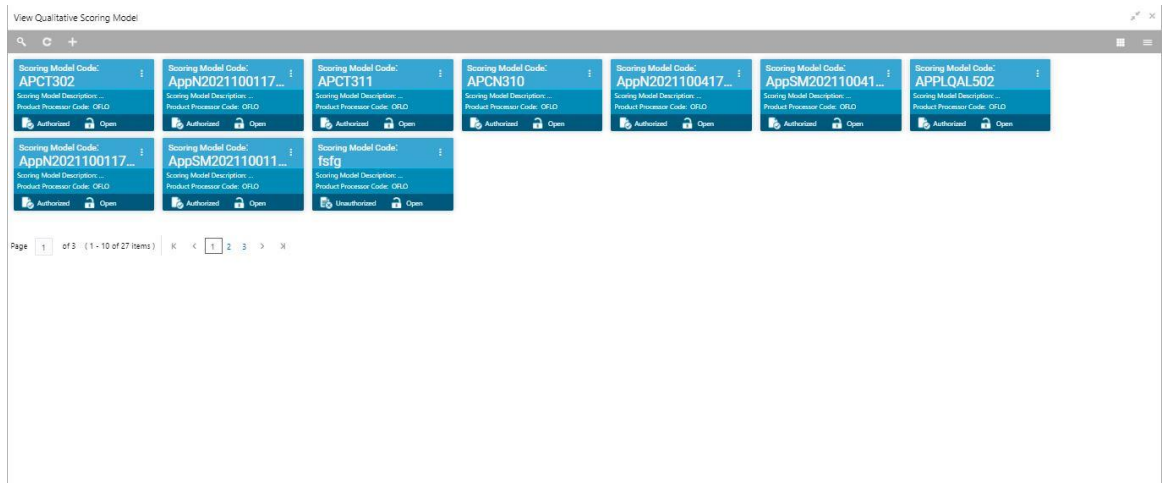 View Qualitative Scoring Model
Scoring Model Code:
APCT302
Scoring Model Description: ...
Product Processor Code: OFLO
Authorized Open
Scoring Model Code:
AppN2021100117...
Scoring Model Description: ...
Product Processor Code: OFLO
Authorized Open
Scoring Model Code:
APCT311
Scoring Model Description: ...
Product Processor Code: OFLO
Authorized Open
Scoring Model Code:
APCN310
Scoring Model Description: ...
Product Processor Code: OFLO
Authorized Open
Scoring Model Code:
AppN2021100417...
Scoring Model Description: ...
Product Processor Code: OFLO
Authorized Open
Scoring Model Code:
AppSM202110041...
Scoring Model Description: ...
Product Processor Code: OFLO
Authorized Open
Scoring Model Code:
APPLQAL502
Scoring Model Description: ...
Product Processor Code: OFLO
Authorized Open
Scoring Model Code:
AppN2021100117...
Scoring Model Description: ...
Product Processor Code: OFLO
Authorized Open
Scoring Model Code:
AppSM202110011...
Scoring Model Description: ...
Product Processor Code: OFLO
Authorized Open
Scoring Model Code:
fsfg
Scoring Model Description: ...
Product Processor Code: OFLO
Unauthorized Open
Page 1 of 3 ( 1 - 10 of 27 items ) 1 2 3